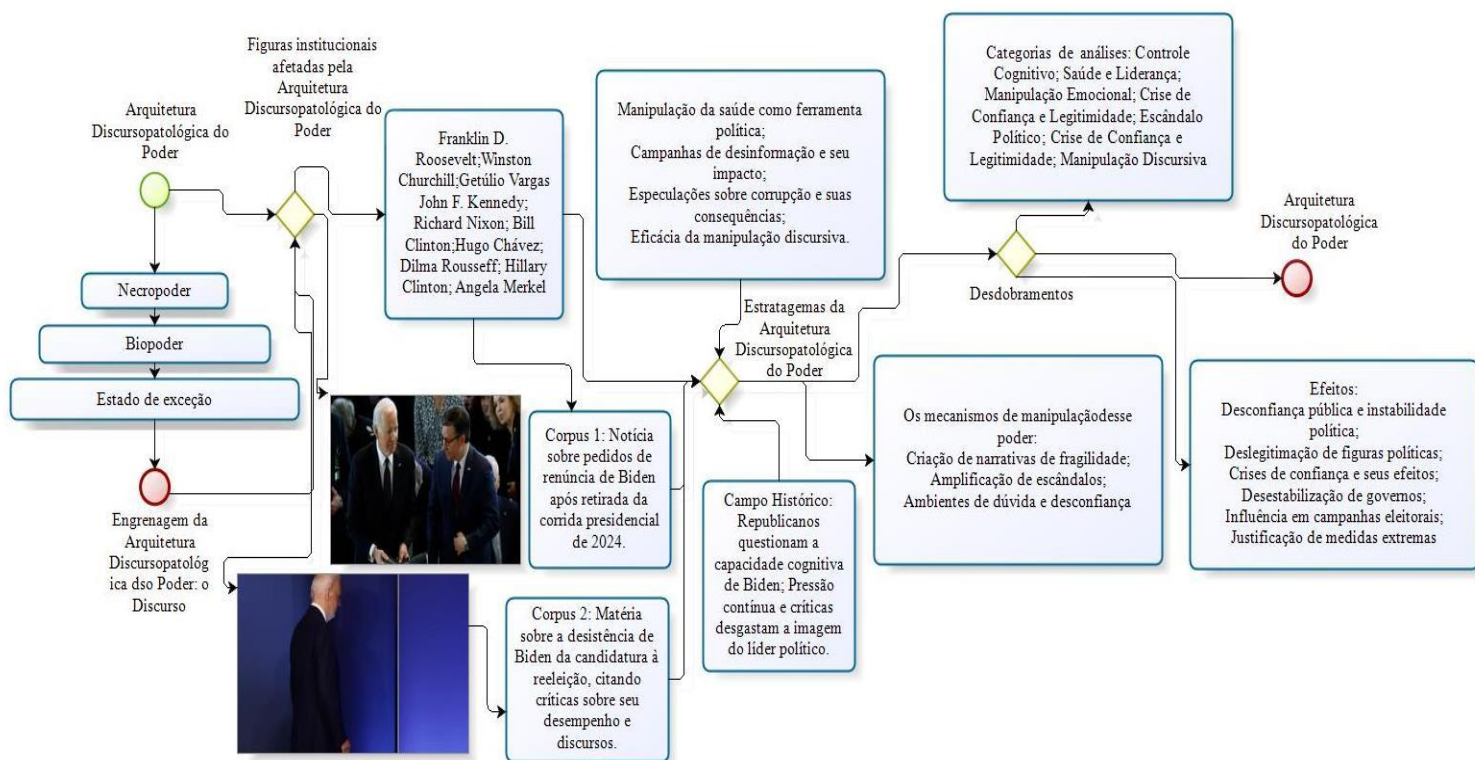 Arquitetura
Discursopatológica do
Poder
Necropoder
Biopoder
Estado de exceção
Engrenagem da
Arquitetura
Discursopatológ
ica dso Poder: o
Discurso
Figuras institucionais
afetadas pela
Arquitetura
Discursopatológica do
Poder
Franklin D.
Roosevelt;Winston
Churchill;Getúlio Vargas
John F. Kennedy;
Richard Nixon; Bill
Clinton;Hugo Chávez;
Dilma Rousseff; Hillary
Clinton; Angela Merkel
Corpus 1: Notícia
sobre pedidos de
renúncia de Biden
após retirada da
corrida presidencial
de 2024.
Corpus 2: Matéria
sobre a desistência de
Biden da candidatura à
reeleição, citando
críticas sobre seu
desempenho e
discursos.
Manipulação da saúde como ferramenta
política;
Campanhas de desinformação e seu
impacto;
Especulações sobre corrupção e suas
consequências;
Eficácia da manipulação discursiva.
Estratagemas da
Arquitetura
Discursopatológica
do Poder
Campo Histórico:
Republicanos
questionam a
capacidade cognitiva
de Biden; Pressão
contínua e críticas
desgastam a imagem
do líder político.
Os mecanismos de manipulaçãodesse
poder:
Criação de narrativas de fragilidade;
Amplificação de escândalos;
Ambientes de dúvida e desconfiança
Categorias de análises: Controle
Cognitivo; Saúde e Liderança;
Manipulação Emocional; Crise de
Confiança e Legitimidade; Escândalo
Político; Crise de Confiança e
Legitimidade; Manipulação Discursiva
Desdobramentos
Arquitetura
Discursopatológica
do Poder
Efeitos:
Desconfiança pública e instabilidade
política;
Deslegitimação de figuras políticas;
Crises de confiança e seus efeitos;
Desestabilização de governos;
Influência em campanhas eleitorais;
Justificação de medidas extremas